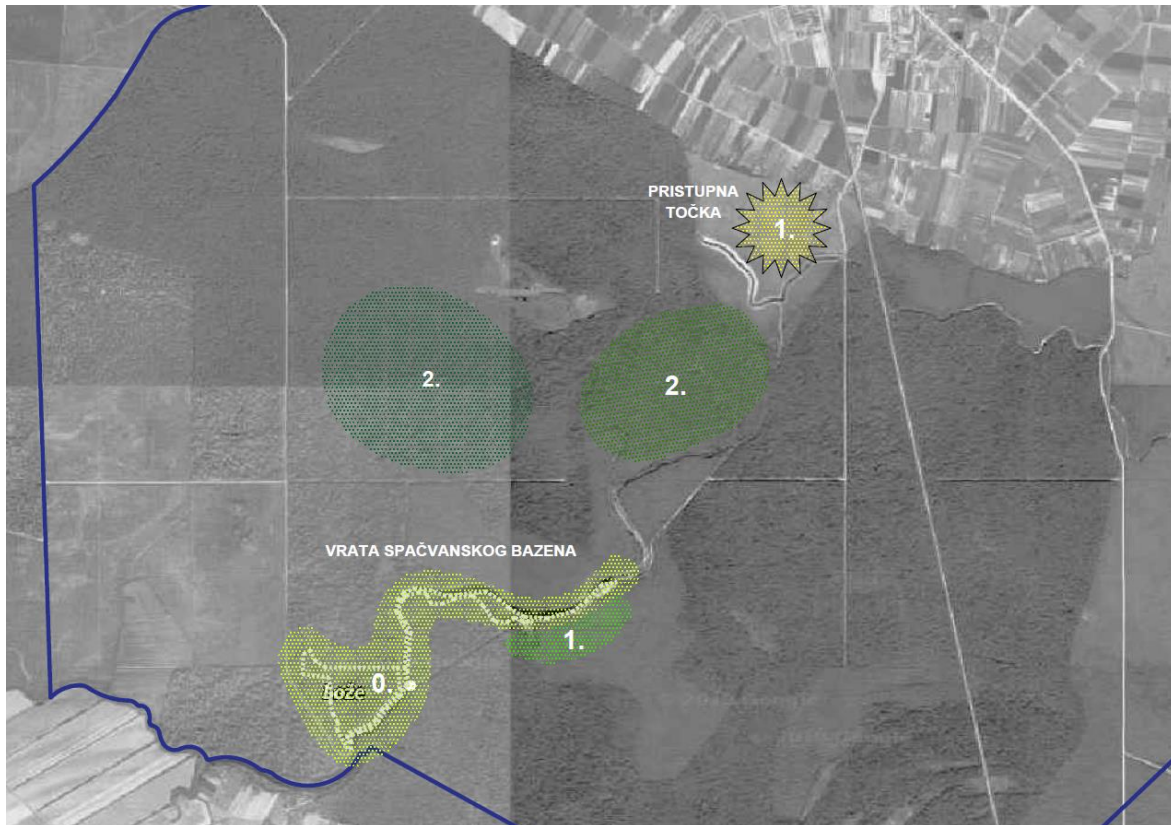 PRISTUPNA
TOČKA
1.
2.
2.
VRATA SPAČVANSKOG BAZENA
1.
0.
Lože